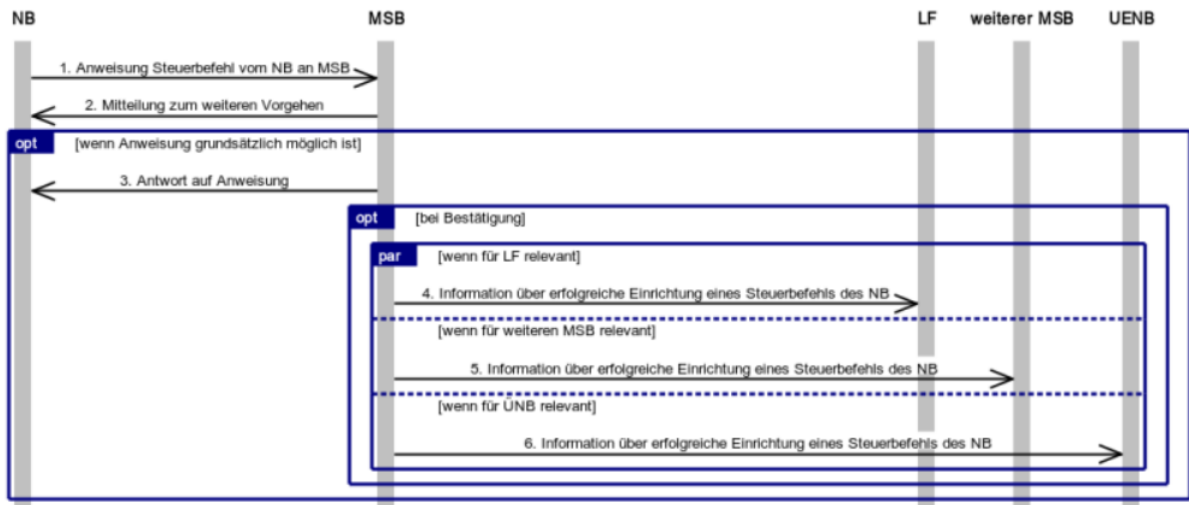 NB MSB LF weiterer MSB UENB
1. Anweisung Steuerbefehl vom NB an MSB
2. Mitteilung zum weiteren Vorgehen
opt [wenn Anweisung grundsätzlich möglich ist]
3. Antwort auf Anweisung
opt [bei Bestätigung]
par [wenn für LF relevant]
4. Information über erfolgreiche Einrichtung eines Steuerbefehls des NB
[wenn für weiteren MSB relevant]
5. Information über erfolgreiche Einrichtung eines Steuerbefehls des NB
[wenn für ÜNB relevant]
6. Information über erfolgreiche Einrichtung eines Steuerbefehls des NB